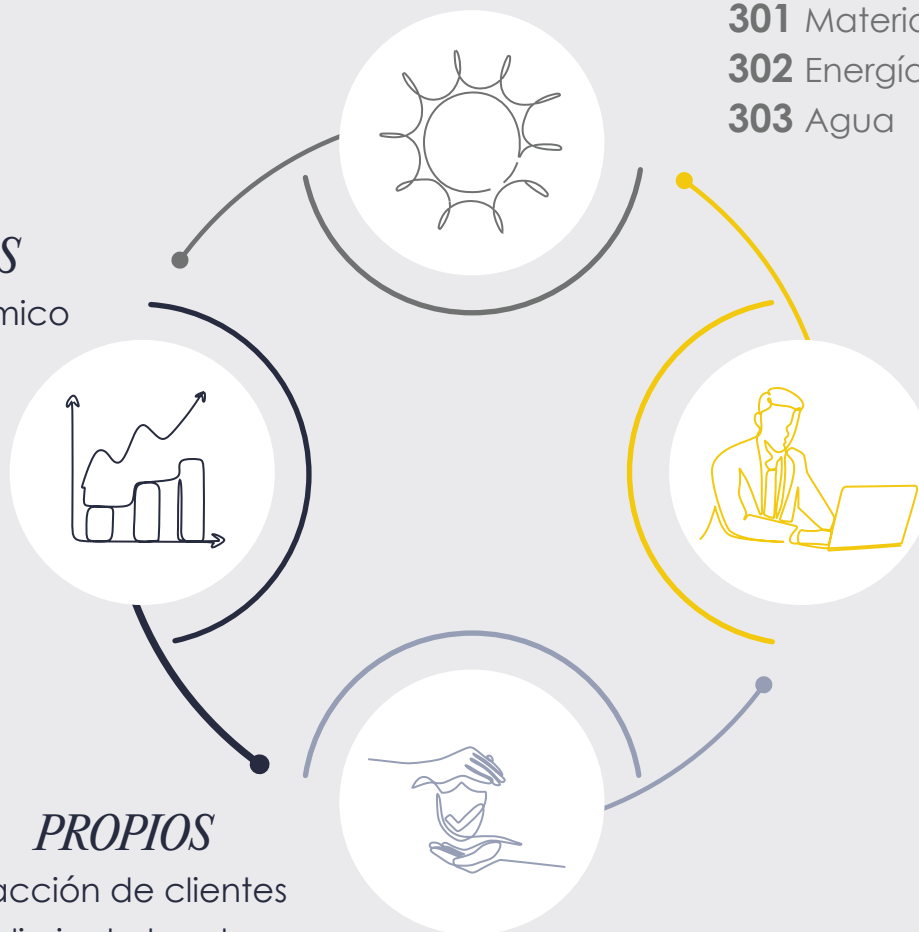 301 Materia
302 Energía
303 Agua
S
mico
PROPIOS
acción de clientes